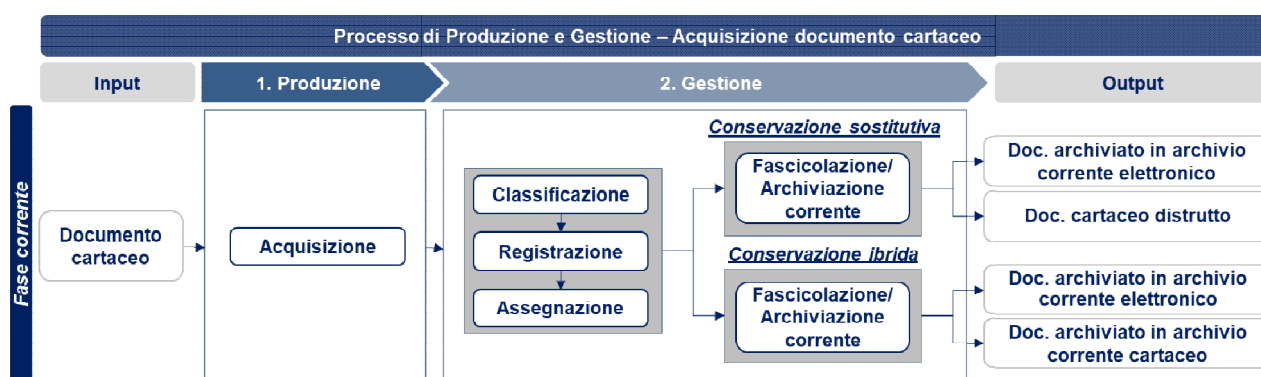 Processo di Produzione e Gestione – Acquisizione documento cartaceo
Input
1. Produzione
2. Gestione
Output
Fase corrente
Documento
cartaceo
Acquisizione
Classificazione
Registrazione
Assegnazione
Conservazione sostitutiva
Fascicolazione/
Archiviazione
corrente
Conservazione ibrida
Fascicolazione/
Archiviazione
corrente
Doc. archiviato in archivio
corrente elettronico
Doc. cartaceo distrutto
Doc. archiviato in archivio
corrente elettronico
Doc. archiviato in archivio
corrente cartaceo